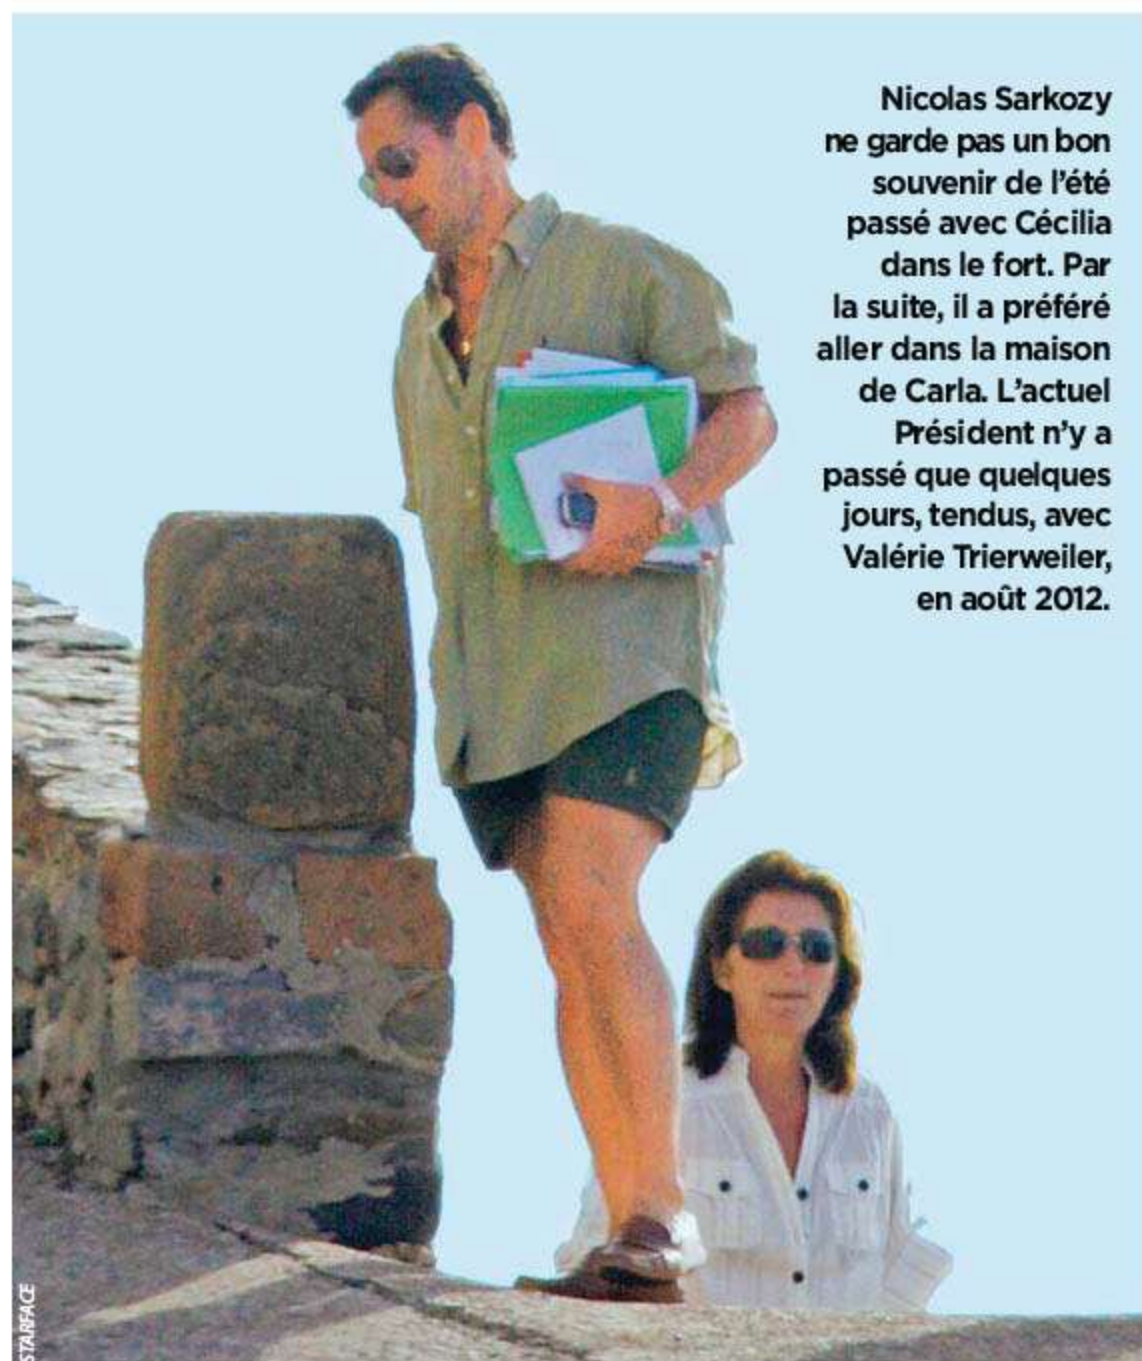 Nicolas Sarkozy
ne garde pas un bon
souvenir de l'été
passé avec Cécilia
dans le fort. Par
la suite, il a préféré
aller dans la maison
de Carla. L'actuel
Président n'y a
passé que quelques
jours, tendus, avec
Valérie Trierweiler,
en août 2012.
STARFACE